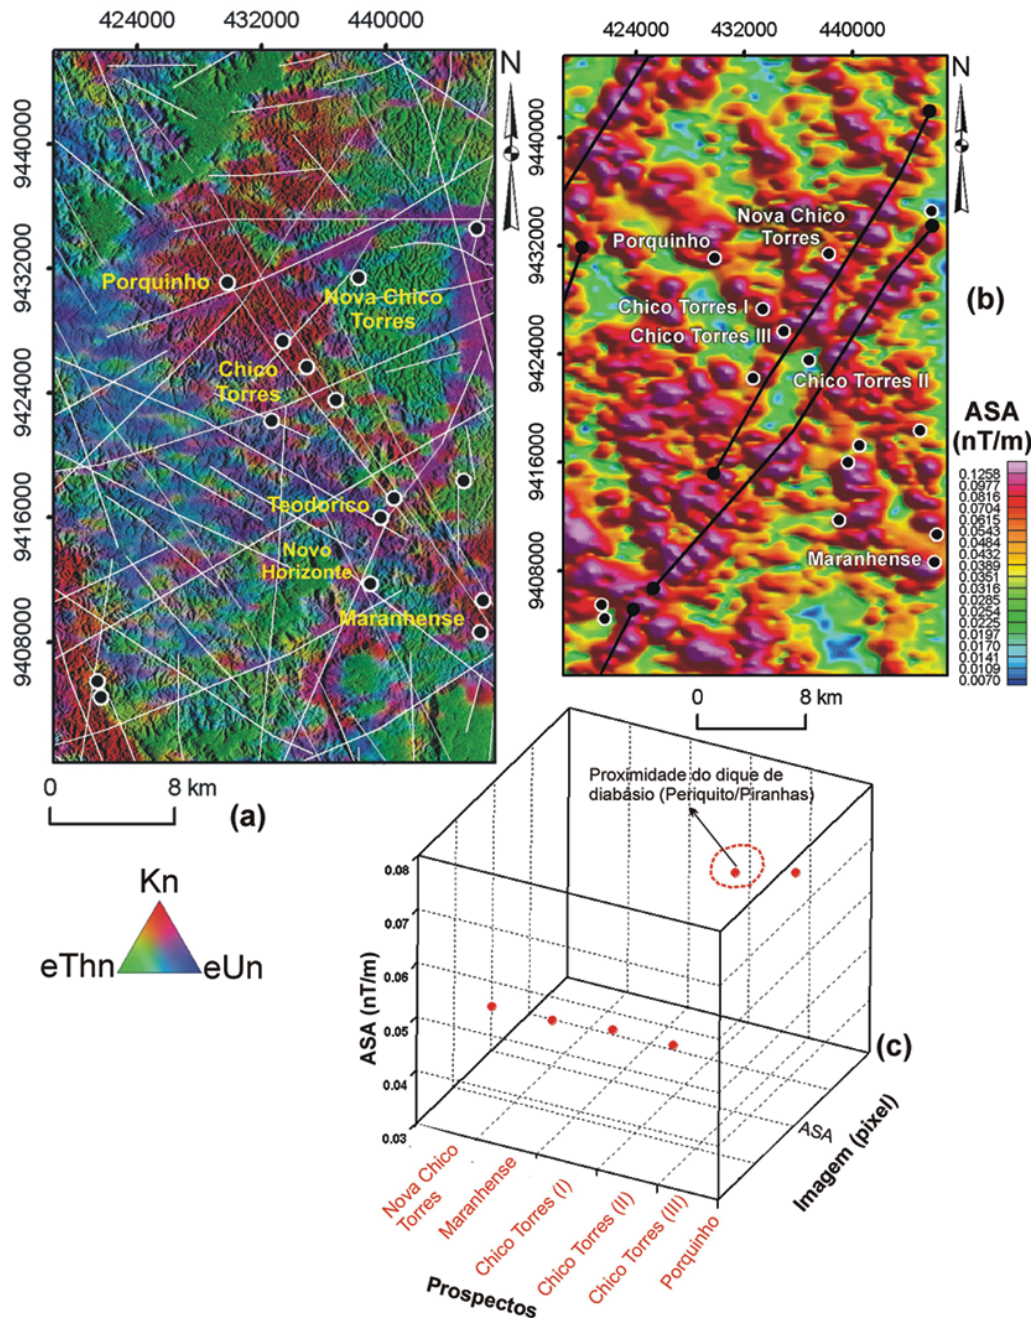 424000 432000 440000
N
9440000
9432000
9424000
9416000
9408000
Porquinho
Nova Chico
Torres
Chico
Torres
Teodorico
Novo
Horizonte
Maranhense
0 8 km
(a)
Kn
eThn eUn
424000 432000 440000
N
9440000
9432000
9424000
9416000
9408000
Nova Chico
Torres
Porquinho
Chico Torres I
Chico Torres III
Chico Torres II
Maranhense
0 8 km
(b)
ASA
(nT/m)
0.1258
0.0977
0.0816
0.0704
0.0615
0.0543
0.0484
0.0432
0.0389
0.0351
0.0316
0.0285
0.0254
0.0225
0.0197
0.0170
0.0141
0.0109
0.0070
Proximidade do dique de
diabásio (Periquito/Piranhas)
0.08
0.07
0.06
0.05
0.04
0.03
ASA (nT/m)
(c)
ASA
Imagem (pixel)
Nova Chico
Torres
Maranhense
Chico Torres (I)
Chico Torres (II)
Chico Torres (III)
Porquinho
Prospectos